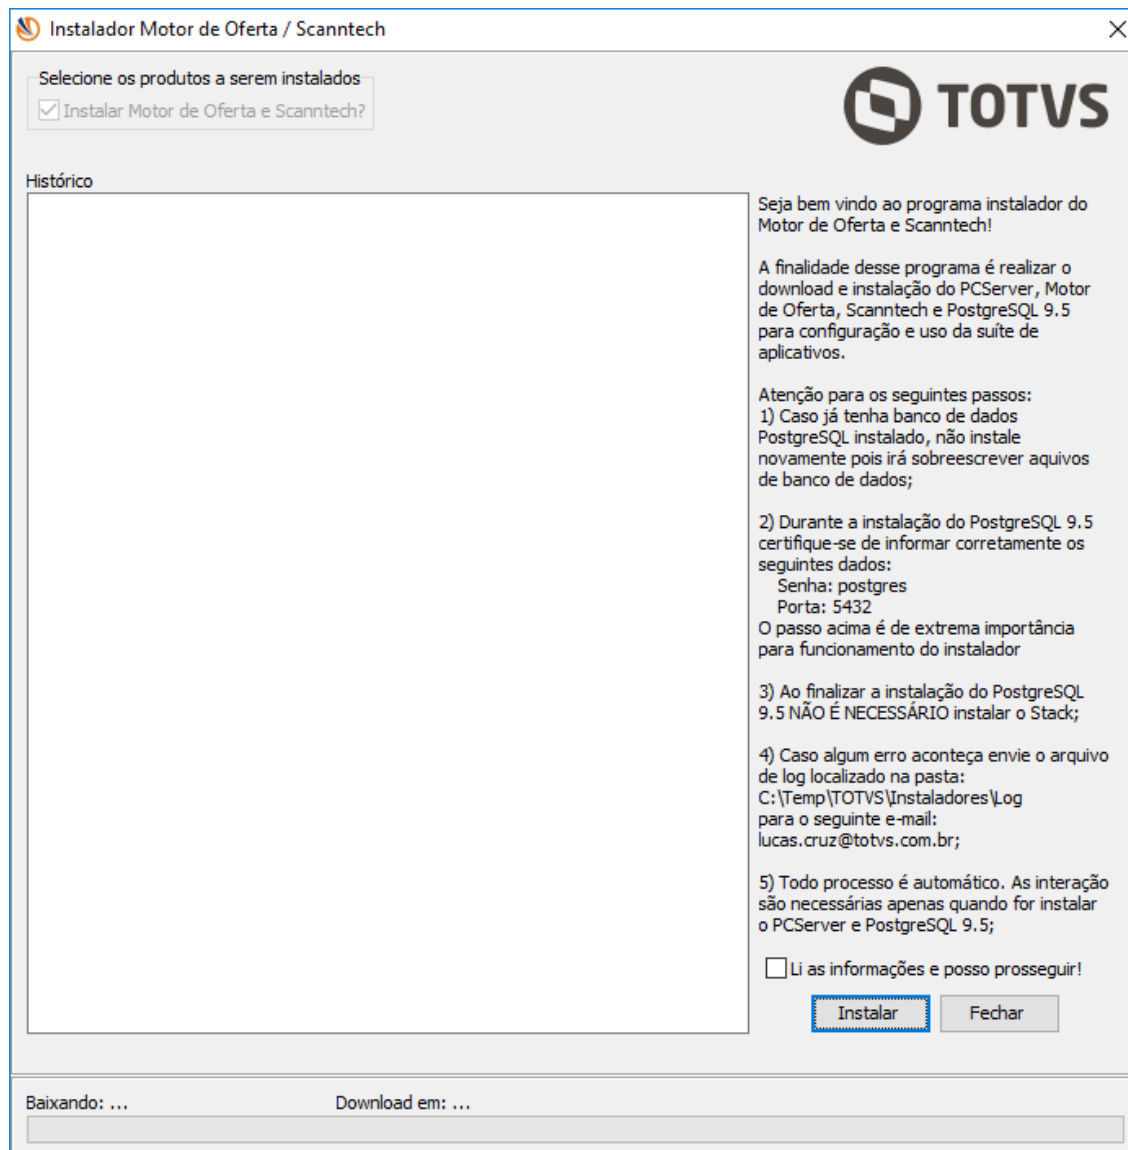 Instalador Motor de Oferta / Scanntech
Selecione os produtos a serem instalados
Instalar Motor de Oferta e Scanntech?
TOTVS
Histórico
Seja bem vindo ao programa instalador do
Motor de Oferta e Scanntech!
A finalidade desse programa é realizar o
download e instalação do PCServer, Motor
de Oferta, Scanntech e PostgreSQL 9.5
para configuração e uso da suíte de
aplicativos.
Atenção para os seguintes passos:
1) Caso já tenha banco de dados
PostgreSQL instalado, não instale
novamente pois irá sobreescrever aquivos
de banco de dados;
2) Durante a instalação do PostgreSQL 9.5
certifique-se de informar corretamente os
seguintes dados:
Senha: postgres
Porta: 5432
O passo acima é de extrema importância
para funcionamento do instalador
3) Ao finalizar a instalação do PostgreSQL
9.5 NÃO É NECESSÁRIO instalar o Stack;
4) Caso algum erro aconteça envie o arquivo
de log localizado na pasta:
C:\Temp\TOTVS\Instaladores\Log
para o seguinte e-mail:
lucas.cruz@totvs.com.br;
5) Todo processo é automático. As interação
são necessárias apenas quando for instalar
o PCServer e PostgreSQL 9.5;
Li as informações e posso prosseguir!
Instalar Fechar
Baixando: ... Download em: ...